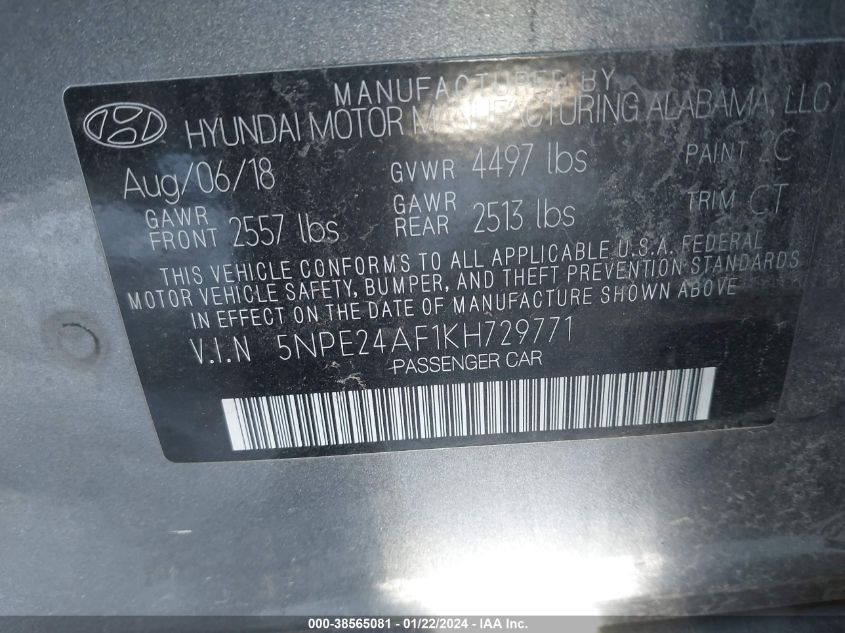 MANUFACTURED BY
HYUNDAI MOTOR MANUFACTURING ALABAMA, LLC
Aug/06/18 GVWR 4497 lbs PAINT 2C
GAWR FRONT 2557 lbs GAWR REAR 2513 lbs TRIM CT
THIS VEHICLE CONFORMS TO ALL APPLICABLE U.S.A. FEDERAL
MOTOR VEHICLE SAFETY, BUMPER, AND THEFT PREVENTION STANDARDS
IN EFFECT ON THE DATE OF MANUFACTURE SHOWN ABOVE
V.I.N 5NPE24AF1KH729771
PASSENGER CAR
000-38565081 - 01/22/2024 - IAA Inc.